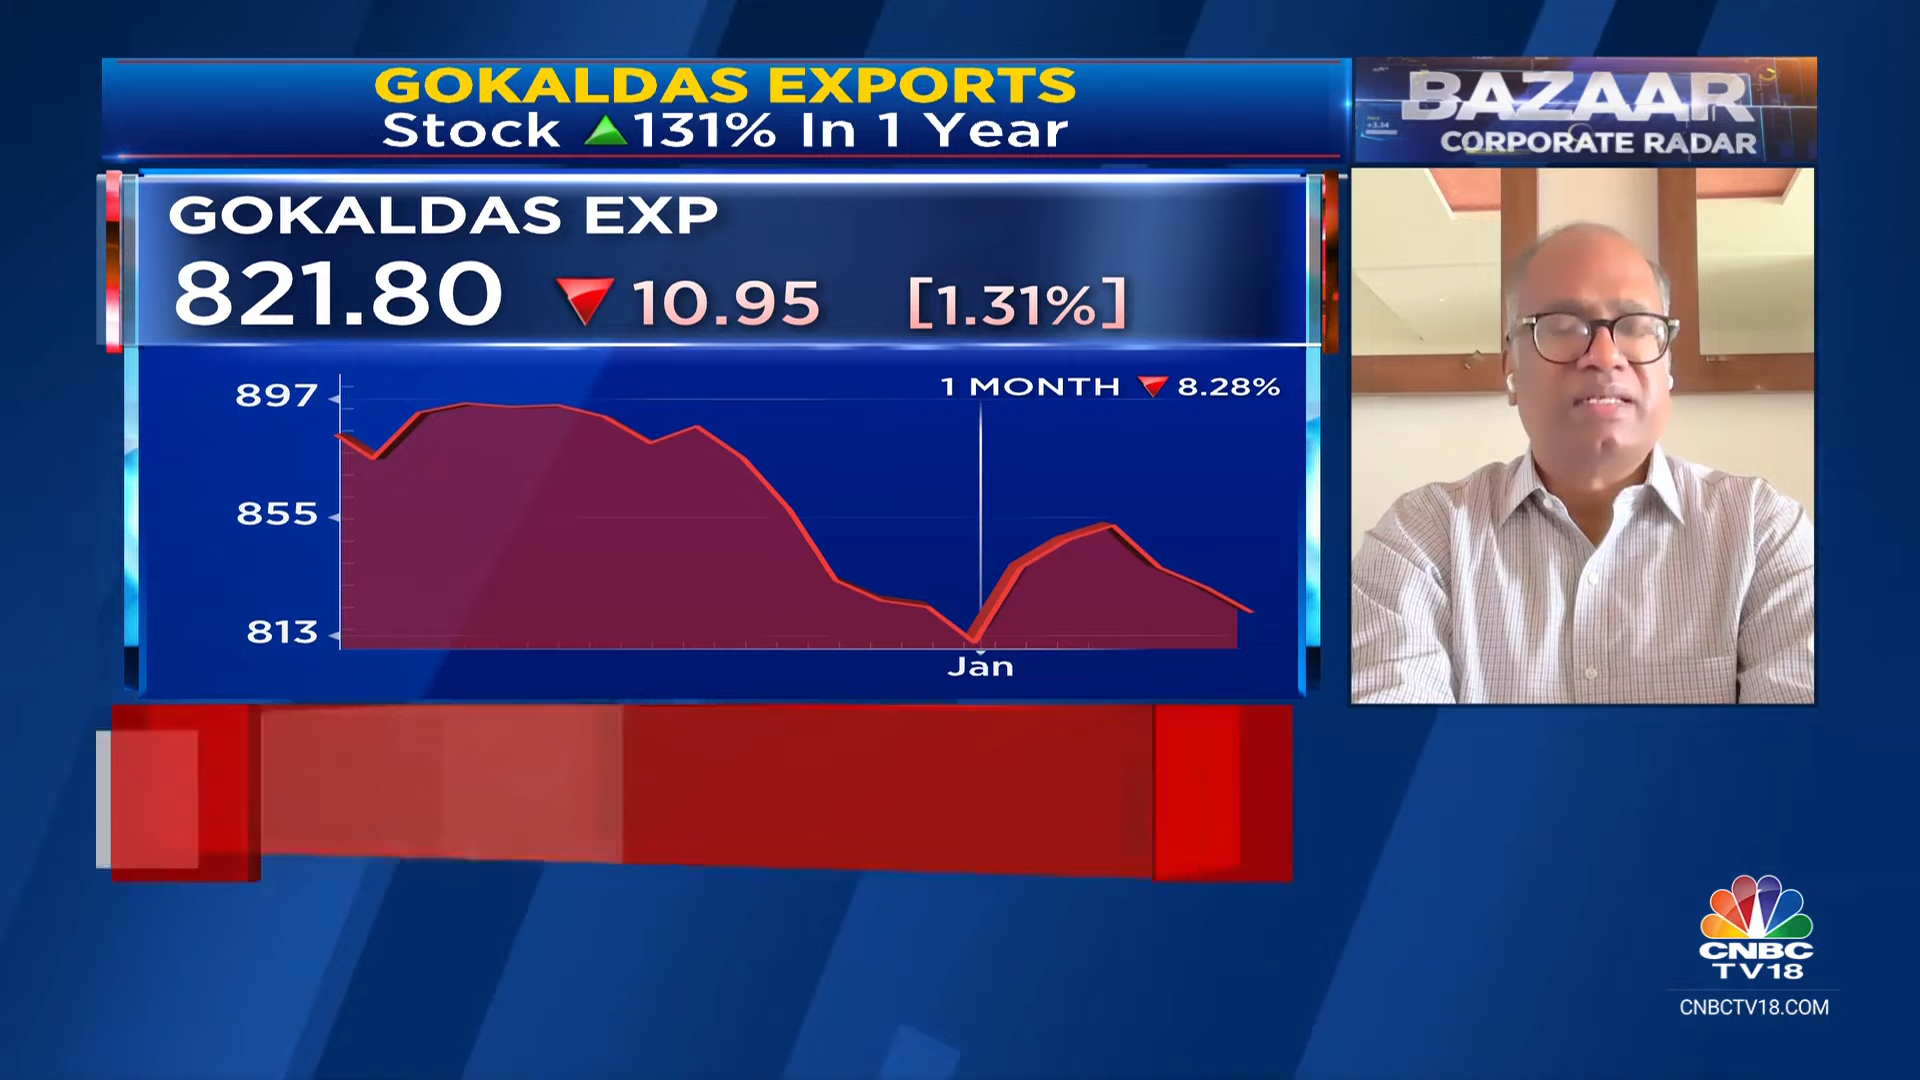 GOKALDAS EXPORTS
Stock ▲131% In 1 Year
BAZAAR
CORPORATE RADAR
GOKALDAS EXP
821.80 ▼ 10.95 [1.31%]
1 MONTH ▼ 8.28%
897
855
813
Jan
CNBC
TV18
CNBCTV18.COM